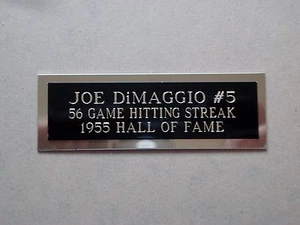 JOE DiMAGGIO #5
56 GAME HITTING STREAK
1955 HALL OF FAME